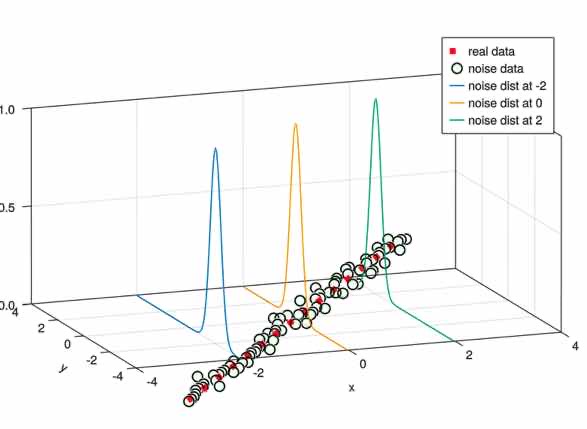 real data
noise data
noise dist at -2
noise dist at 0
noise dist at 2
1.0
0.5
0.0
4
2
0
-2
-4
y
-4
-2
0
2
4
x